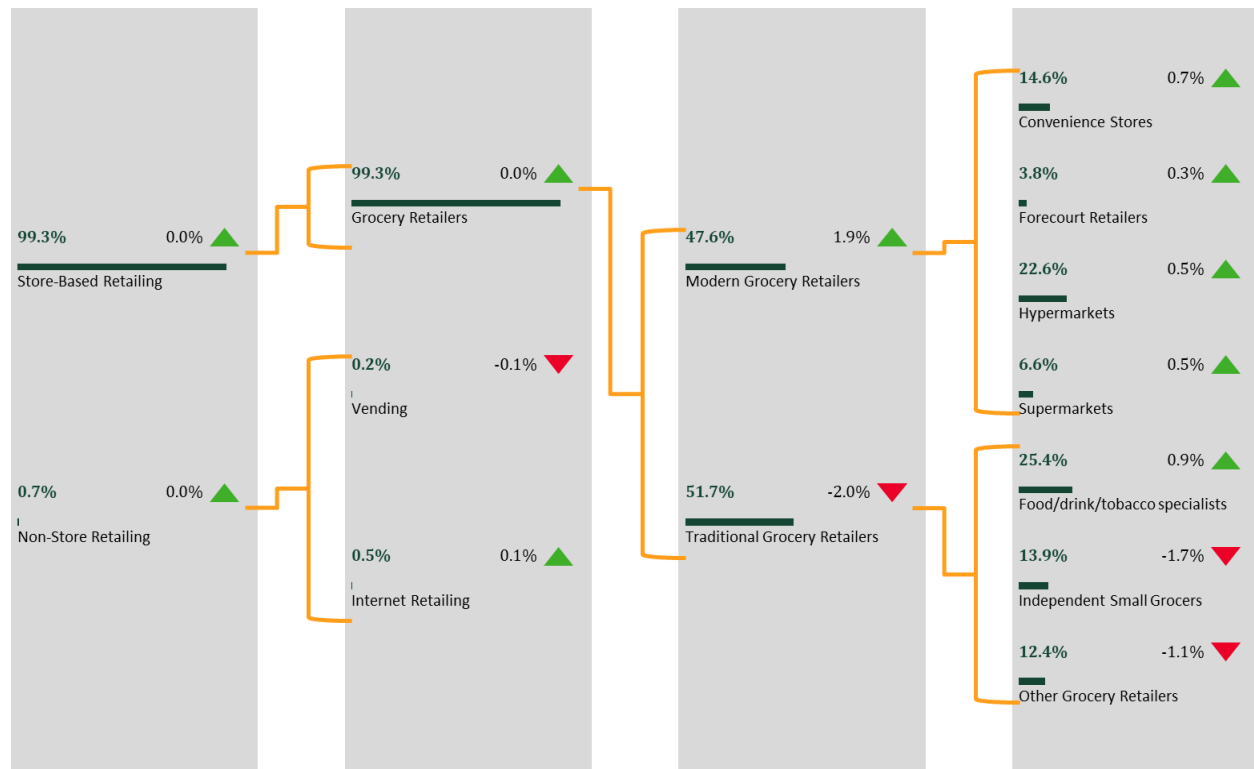 99.3% 0.0%
Store-Based Retailing
0.7% 0.0%
Non-Store Retailing
99.3% 0.0%
Grocery Retailers
0.2% -0.1%
Vending
0.5% 0.1%
Internet Retailing
47.6% 1.9%
Modern Grocery Retailers
51.7% -2.0%
Traditional Grocery Retailers
14.6% 0.7%
Convenience Stores
3.8% 0.3%
Forecourt Retailers
22.6% 0.5%
Hypermarkets
6.6% 0.5%
Supermarkets
25.4% 0.9%
Food/drink/tobacco specialists
13.9% -1.7%
Independent Small Grocers
12.4% -1.1%
Other Grocery Retailers